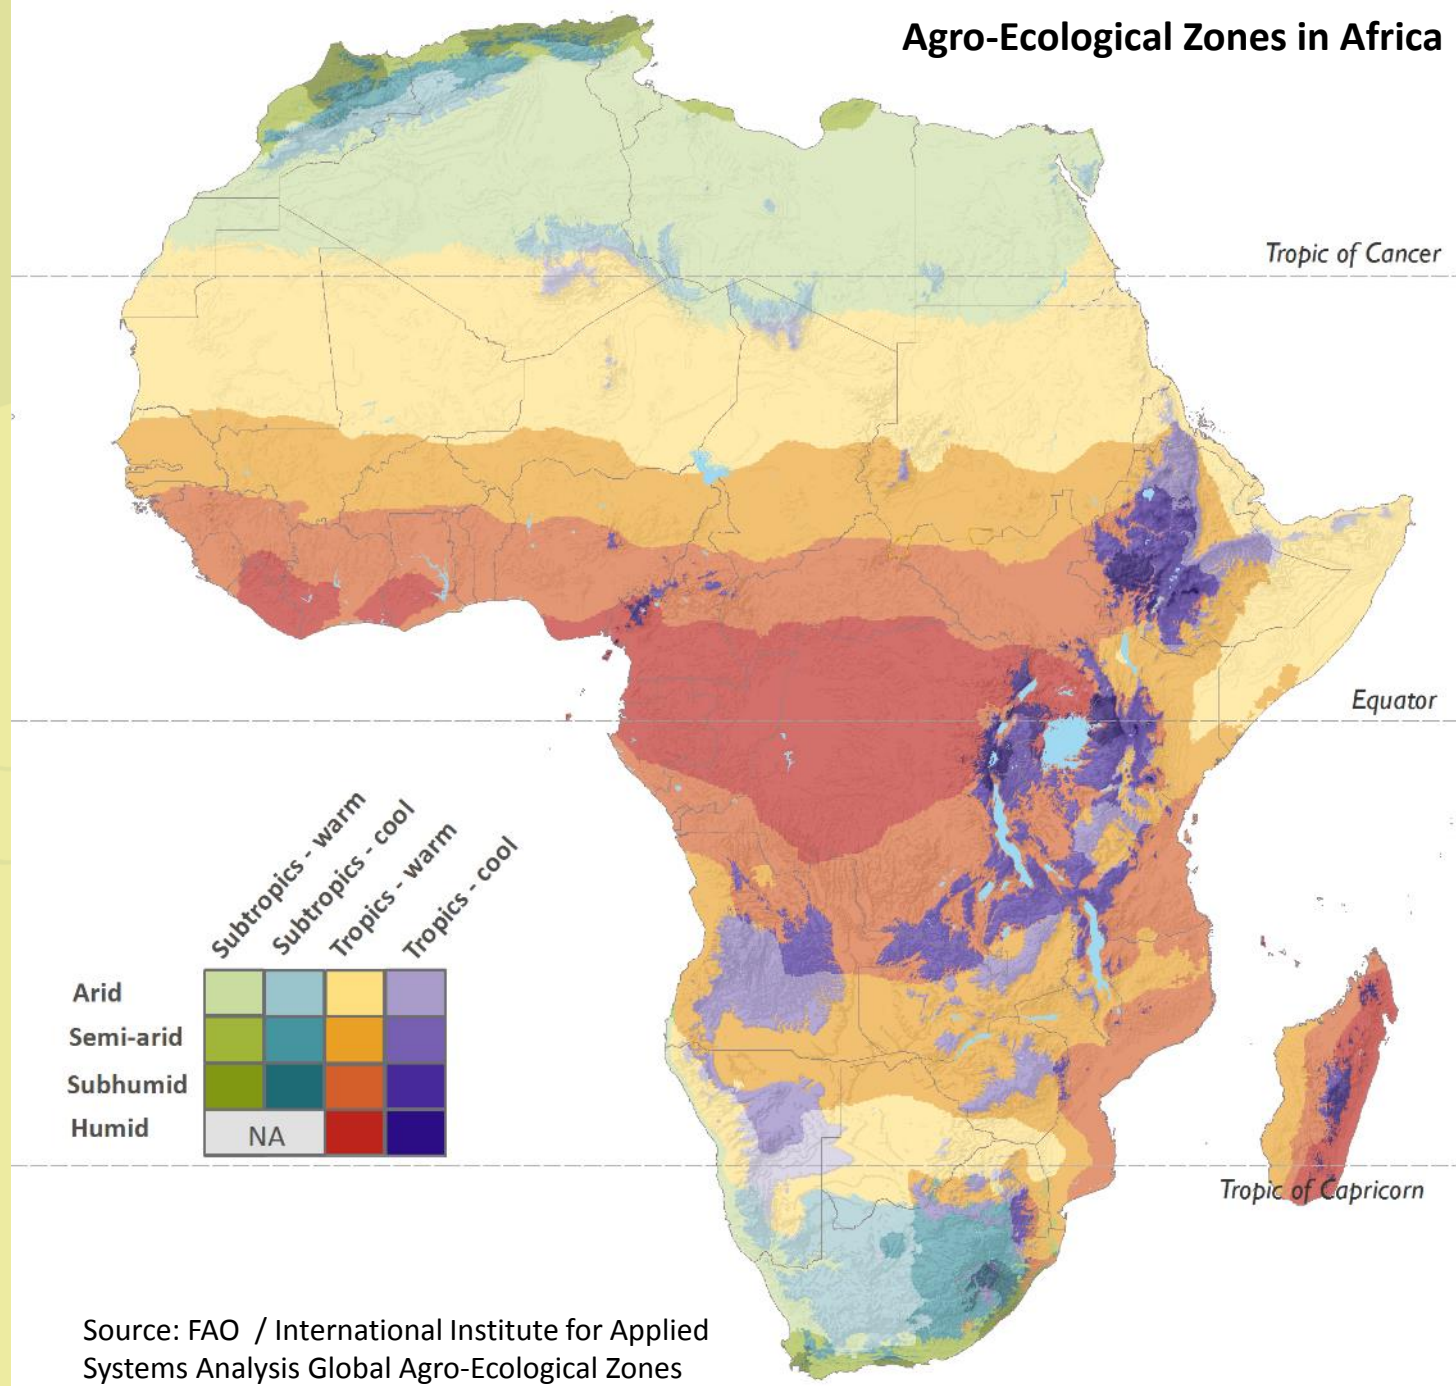 Agro-Ecological Zones in Africa
Tropic of Cancer
Equator
Subtropics - warm
Subtropics - cool
Tropics - warm
Tropics - cool
Arid
Semi-arid
Subhumid
Humid
NA
Tropic of Capricorn
Source: FAO / International Institute for Applied
Systems Analysis Global Agro-Ecological Zones